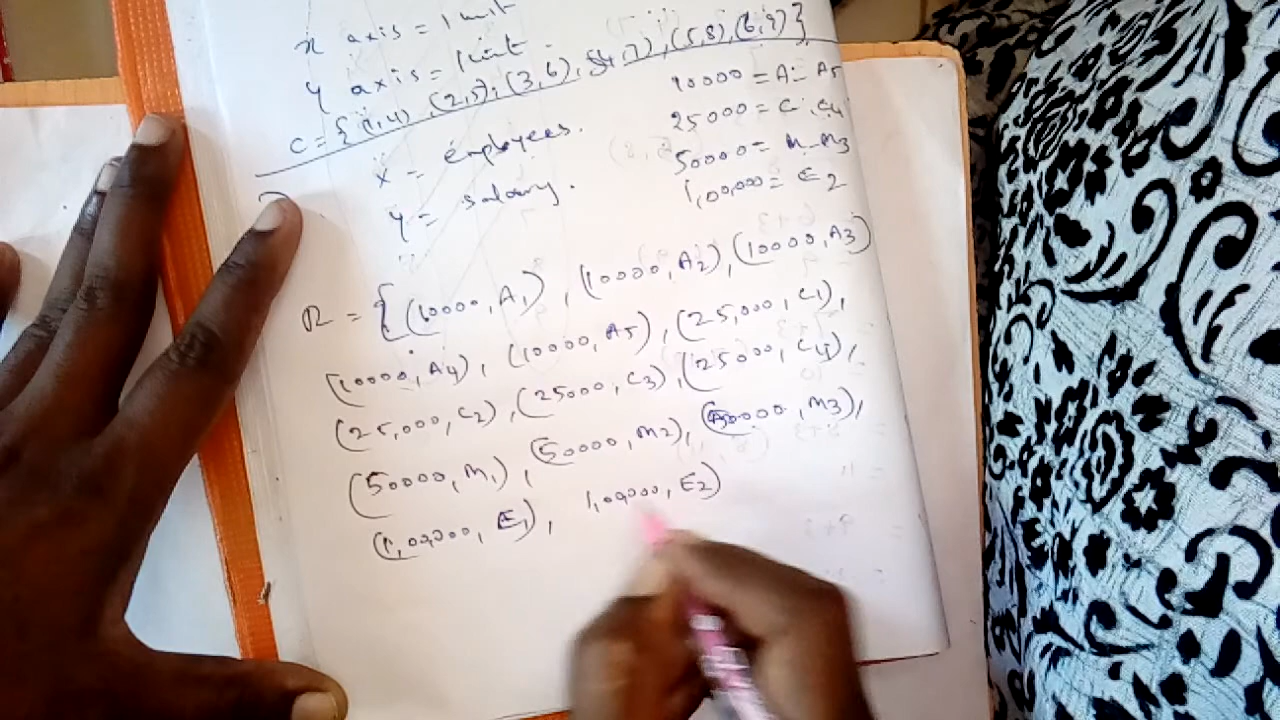 x axis = 1 unit
y axis = 1 unit
C = { (1,4), (2,5), (3,6), (4,7), (5,8), (6,9) }
x - employees.
y = salary.
10000 = A1 - A5
25000 = C1 C4
50000 = M - M3
1,00,000 = E2
R = { (10000, A1), (10000, A2), (10000, A3)
(10000, A4), (10000, A5), (25,000, C1),
(25,000, C2), (25000, C3), (25000, C4),
(50000, M1), (50000, M2), (50000, M3),
(1,00,000, E1), 1,00,000, E2)